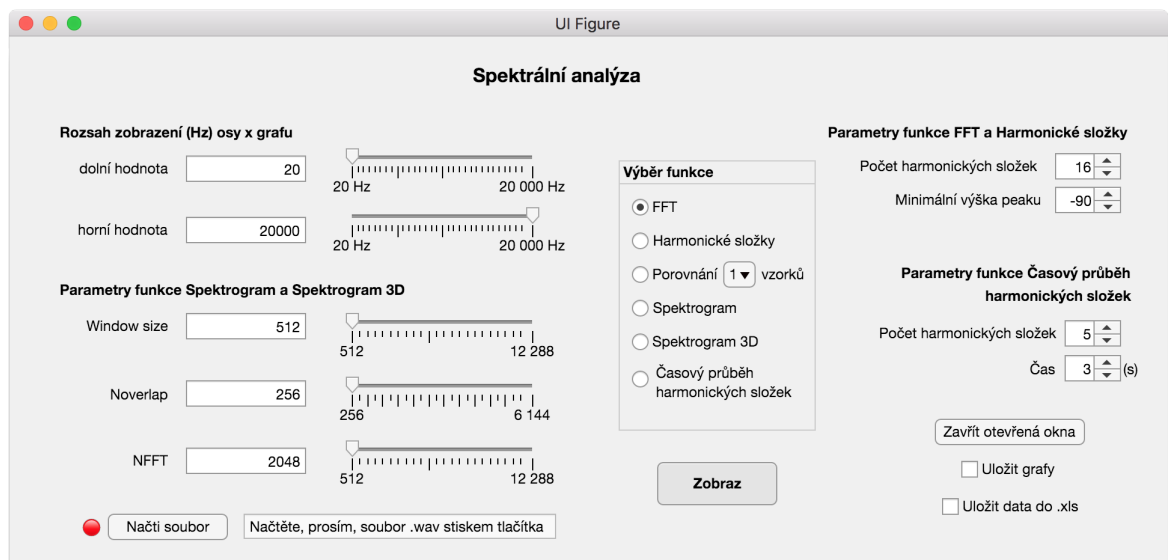 UI Figure
Spektrální analýza
Rozsah zobrazení (Hz) osy x grafu
dolní hodnota
20
20 Hz
20 000 Hz
horní hodnota
20000
20 Hz
20 000 Hz
Parametry funkce Spektrogram a Spektrogram 3D
Window size
512
512
12 288
Noverlap
256
256
6 144
NFFT
2048
512
12 288
Načti soubor
Načtěte, prosím, soubor .wav stiskem tlačítka
Výběr funkce
FFT
Harmonické složky
Porovnání 1 vzorků
Spektrogram
Spektrogram 3D
Časový průběh
harmonických složek
Zobraz
Parametry funkce FFT a Harmonické složky
Počet harmonických složek
16
Minimální výška peaku
-90
Parametry funkce Časový průběh
harmonických složek
Počet harmonických složek
5
Čas
3
(s)
Zavřít otevřená okna
Uložit grafy
Uložit data do .xls